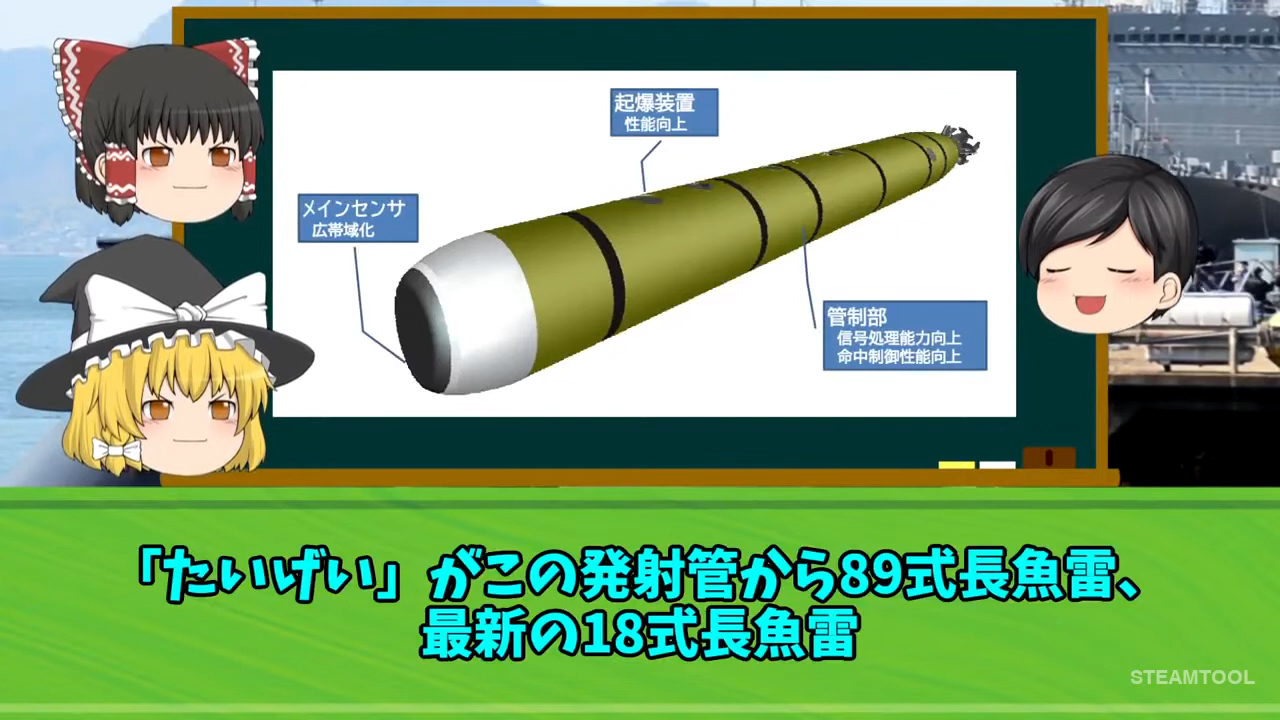 起爆装置
性能向上
メインセンサ
広帯域化
管制部
信号処理能力向上
命中制御性能向上
「たいげい」がこの発射管から89式長魚雷、
最新の18式長魚雷
STEAMTOOL